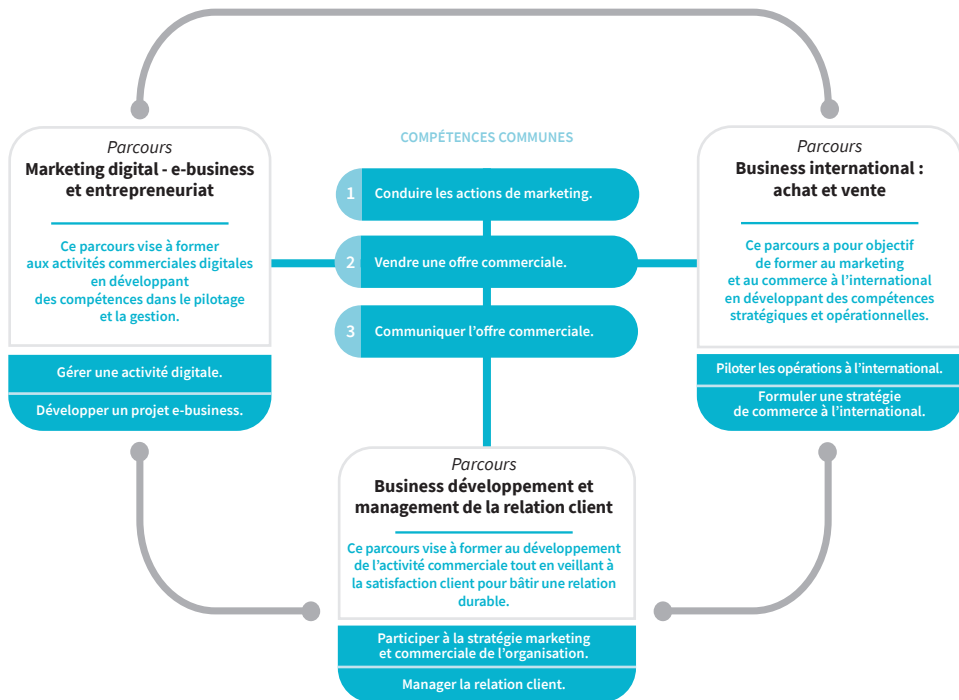 Parcours
Marketing digital - e-business
et entrepreneuriat
Ce parcours vise à former
aux activités commerciales digitales
en développant
des compétences dans le pilotage
et la gestion.
Gérer une activité digitale.
Développer un projet e-business.
COMPÉTENCES COMMUNES
1 Conduire les actions de marketing.
2 Vendre une offre commerciale.
3 Communiquer l’offre commerciale.
Parcours
Business international :
achat et vente
Ce parcours a pour objectif
de former au marketing
et au commerce à l’international
en développant des compétences
stratégiques et opérationnelles.
Piloter les opérations à l’international.
Formuler une stratégie
de commerce à l’international.
Parcours
Business développement et
management de la relation client
Ce parcours vise à former au développement
de l’activité commerciale tout en veillant à
la satisfaction client pour bâtir une relation
durable.
Participer à la stratégie marketing
et commerciale de l’organisation.
Manager la relation client.